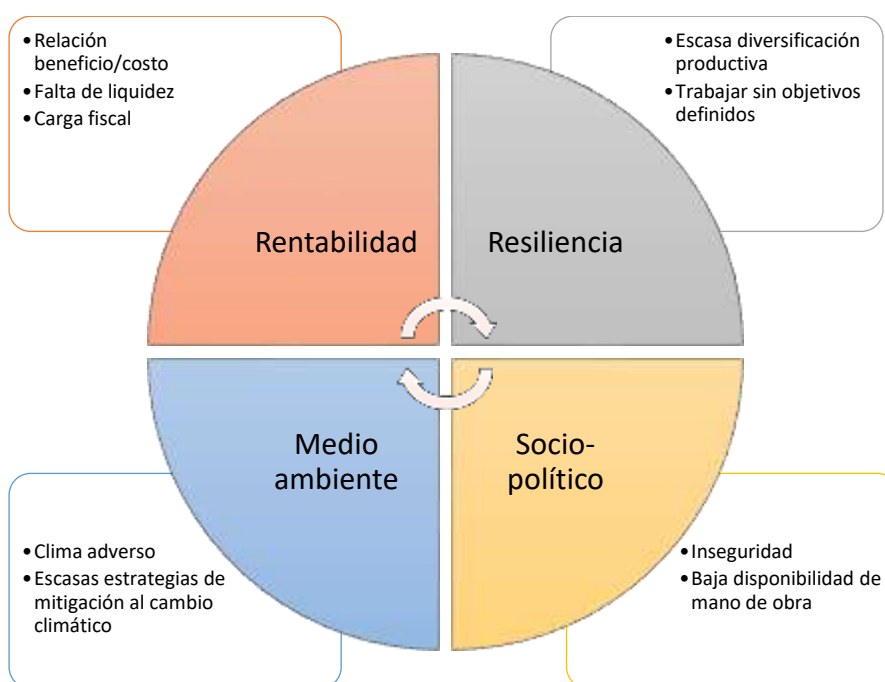 •Relación
beneficio/costo
•Falta de liquidez
•Carga fiscal
•Escasa diversificación
productiva
•Trabajar sin objetivos
definidos
Rentabilidad
Resiliencia
Medio
ambiente
Socio-
político
•Clima adverso
•Escasas estrategias de
mitigación al cambio
climático
•Inseguridad
•Baja disponibilidad de
mano de obra